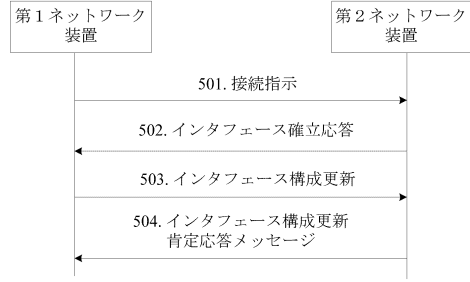 第1ネットワーク
装置
第2ネットワーク
装置
501. 接続指示
502. インタフェース確立応答
503. インタフェース構成更新
504. インタフェース構成更新
肯定応答メッセージ